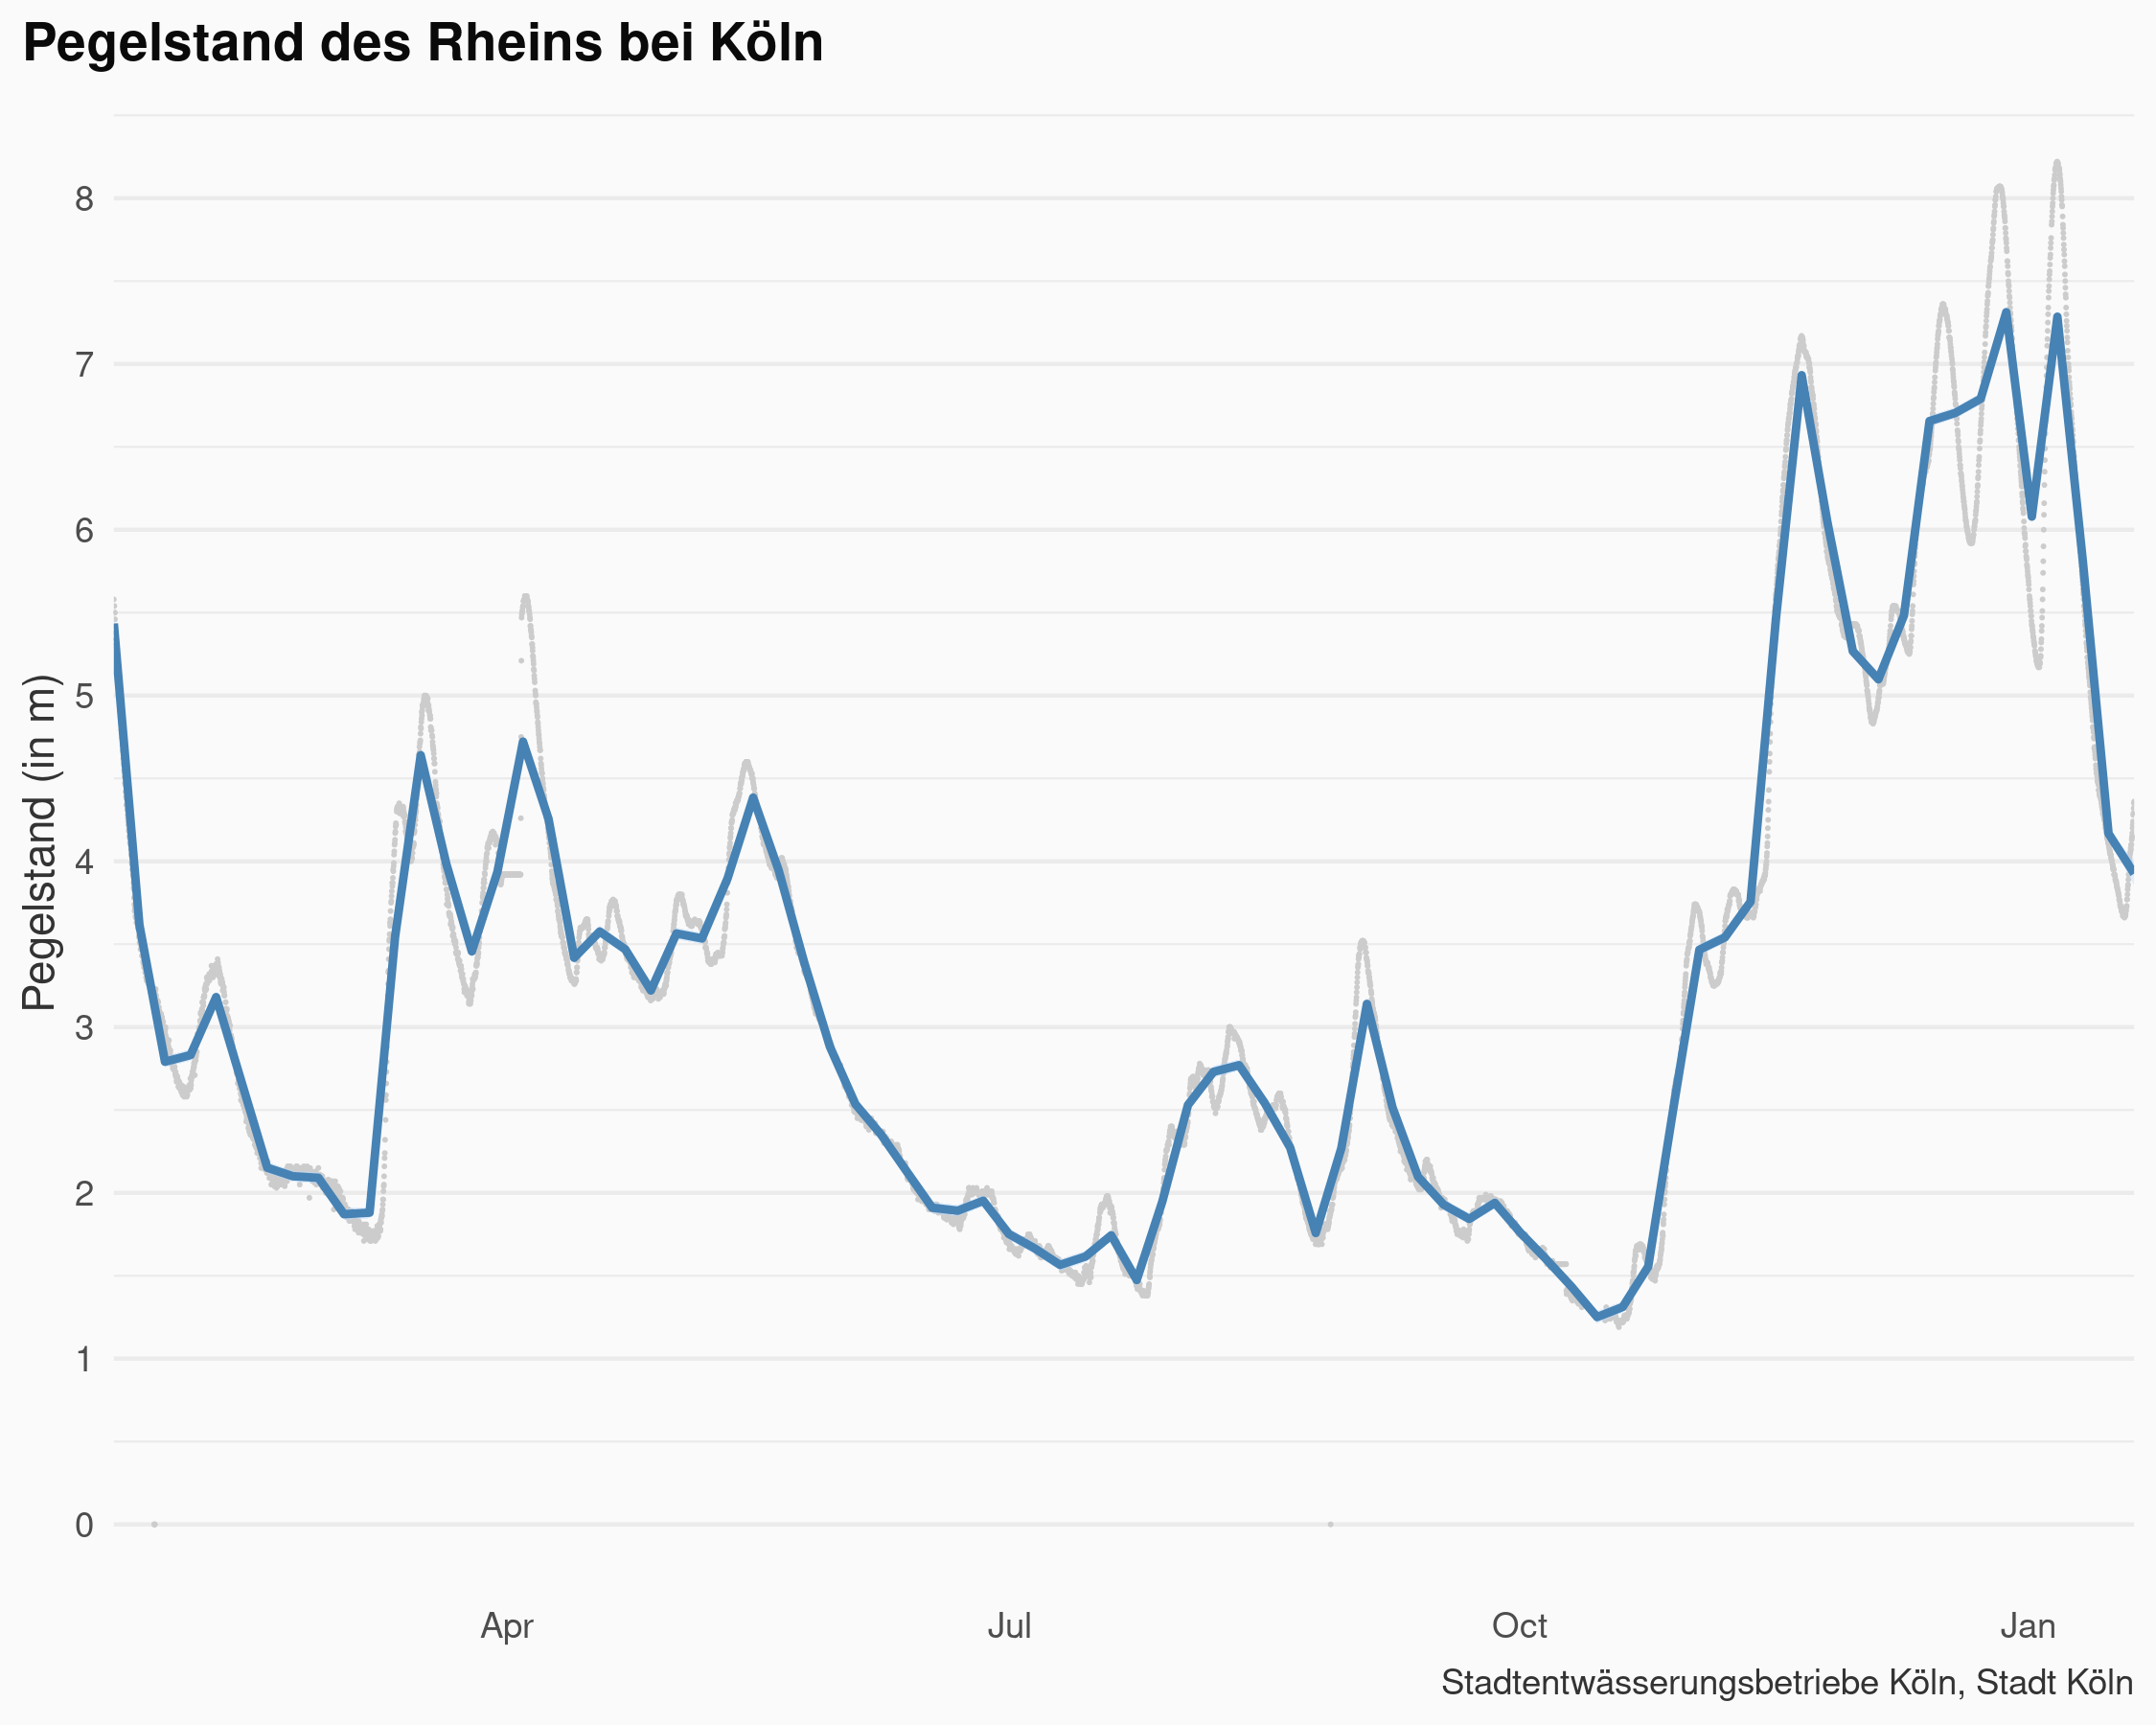 Pegelstand des Rheins bei Köln
Pegelstand (in m)
8
7
6
5
4
3
2
1
0
Apr Jul Oct Jan
Stadtentwässerungsbetriebe Köln, Stadt Köln